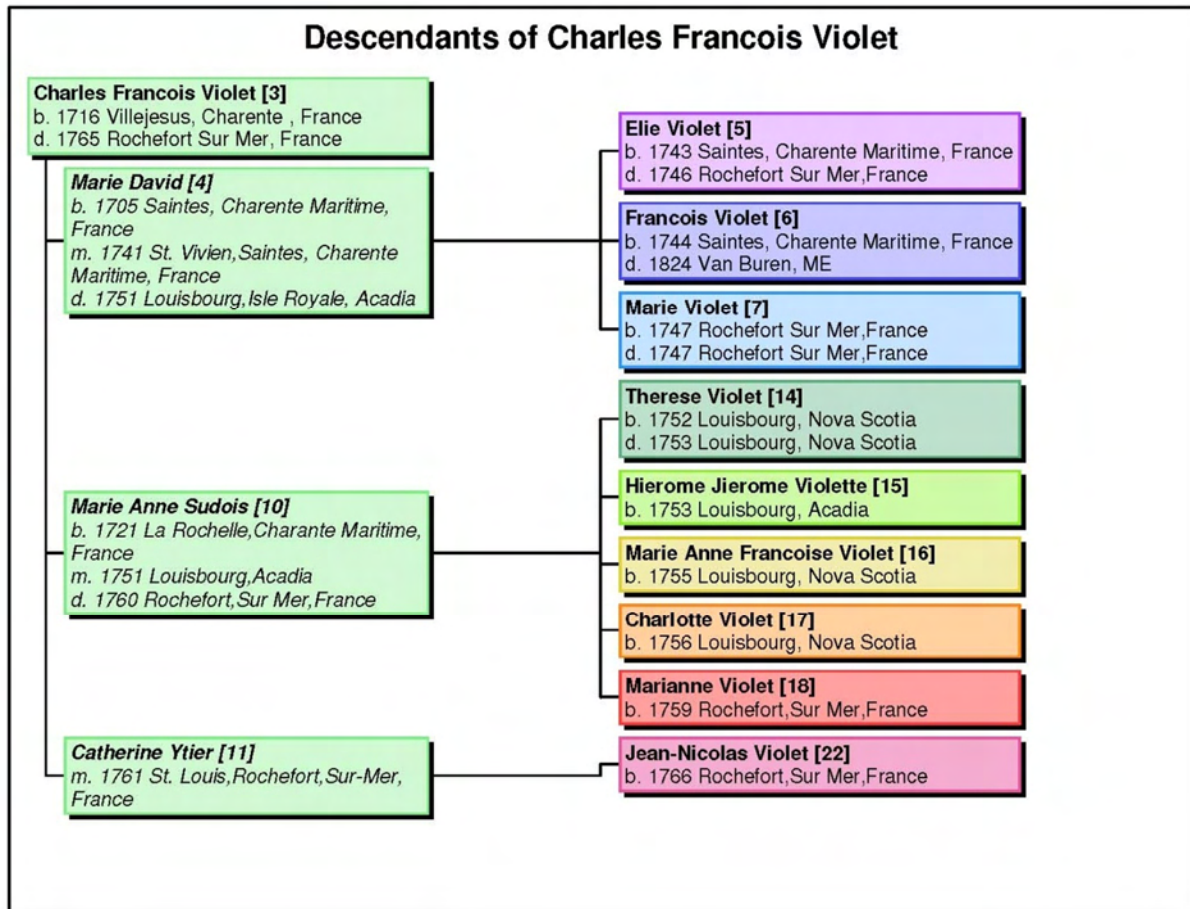 Descendants of Charles Francois Violet
Charles Francois Violet [3]
b. 1716 Villejesus, Charente , France
d. 1765 Rochefort Sur Mer, France
Marie David [4]
b. 1705 Saintes, Charente Maritime,
France
m. 1741 St. Vivien,Saintes, Charente
Maritime, France
d. 1751 Louisbourg,Isle Royale, Acadia
Elie Violet [5]
b. 1743 Saintes, Charente Maritime, France
d. 1746 Rochefort Sur Mer,France
Francois Violet [6]
b. 1744 Saintes, Charente Maritime, France
d. 1824 Van Buren, ME
Marie Violet [7]
b. 1747 Rochefort Sur Mer,France
d. 1747 Rochefort Sur Mer,France
Marie Anne Sudois [10]
b. 1721 La Rochelle,Charante Maritime,
France
m. 1751 Louisbourg,Acadia
d. 1760 Rochefort,Sur Mer,France
Therese Violet [14]
b. 1752 Louisbourg, Nova Scotia
d. 1753 Louisbourg, Nova Scotia
Hierome Jierome Violette [15]
b. 1753 Louisbourg, Acadia
Marie Anne Francoise Violet [16]
b. 1755 Louisbourg, Nova Scotia
Charlotte Violet [17]
b. 1756 Louisbourg, Nova Scotia
Marianne Violet [18]
b. 1759 Rochefort,Sur Mer,France
Catherine Ytier [11]
m. 1761 St. Louis,Rochefort,Sur-Mer,
France
Jean-Nicolas Violet [22]
b. 1766 Rochefort,Sur Mer,France